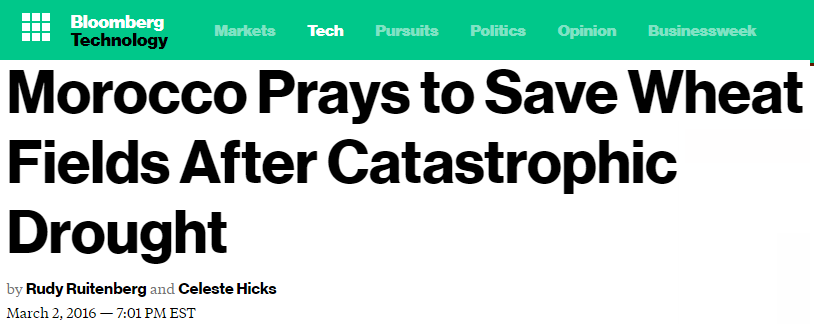 Bloomberg
Technology
Markets Tech Pursuits Politics Opinion Businessweek
Morocco Prays to Save Wheat
Fields After Catastrophic
Drought
by Rudy Ruitenberg and Celeste Hicks
March 2, 2016 — 7:01 PM EST